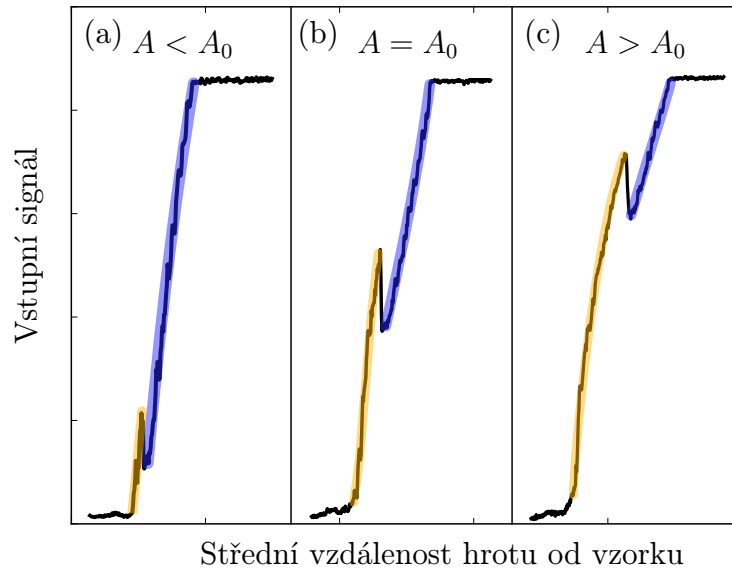 (a)
A < A₀
(b)
A = A₀
(c)
A > A₀
Vstupní signál
Střední vzdálenost hrotu od vzorku